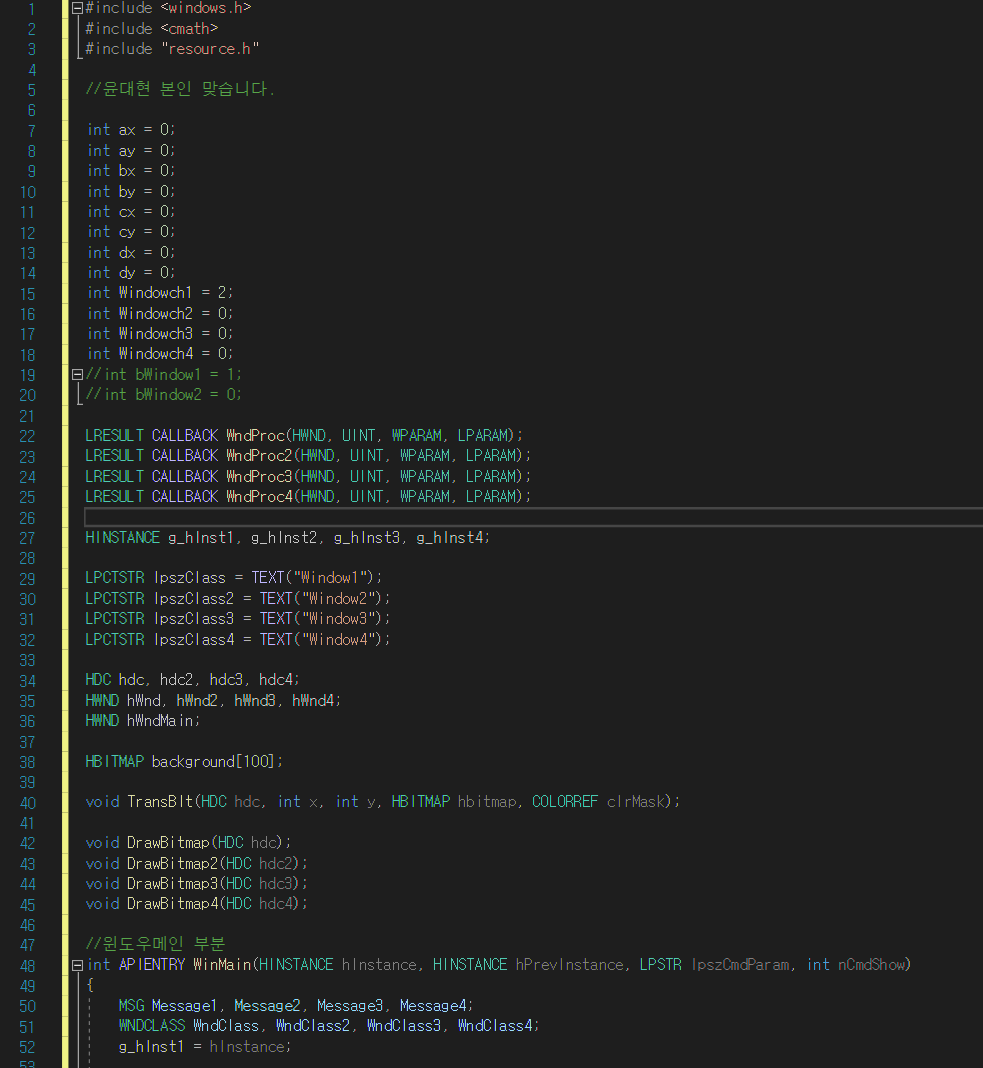 1 #include <windows.h>
2 #include <cmath>
3 #include "resource.h"
4
5 //윤대현 본인 맞습니다.
6
7 int ax = 0;
8 int ay = 0;
9 int bx = 0;
10 int by = 0;
11 int cx = 0;
12 int cy = 0;
13 int dx = 0;
14 int dy = 0;
15 int Windowch1 = 2;
16 int Windowch2 = 0;
17 int Windowch3 = 0;
18 int Windowch4 = 0;
19 //int bWindow1 = 1;
20 //int bWindow2 = 0;
21
22 LRESULT CALLBACK WndProc(HWND, UINT, WPARAM, LPARAM);
23 LRESULT CALLBACK WndProc2(HWND, UINT, WPARAM, LPARAM);
24 LRESULT CALLBACK WndProc3(HWND, UINT, WPARAM, LPARAM);
25 LRESULT CALLBACK WndProc4(HWND, UINT, WPARAM, LPARAM);
26
27 HINSTANCE g_hInst1, g_hInst2, g_hInst3, g_hInst4;
28
29 LPCTSTR lpszClass = TEXT("Window1");
30 LPCTSTR lpszClass2 = TEXT("Window2");
31 LPCTSTR lpszClass3 = TEXT("Window3");
32 LPCTSTR lpszClass4 = TEXT("Window4");
33
34 HDC hdc, hdc2, hdc3, hdc4;
35 HWND hWnd, hWnd2, hWnd3, hWnd4;
36 HWND hWndMain;
37
38 HBITMAP background[100];
39
40 void TransBlt(HDC hdc, int x, int y, HBITMAP hbitmap, COLORREF clrMask);
41
42 void DrawBitmap(HDC hdc);
43 void DrawBitmap2(HDC hdc2);
44 void DrawBitmap3(HDC hdc3);
45 void DrawBitmap4(HDC hdc4);
46
47 //윈도우메인 부분
48 int APIENTRY WinMain(HINSTANCE hInstance, HINSTANCE hPrevInstance, LPSTR lpszCmdParam, int nCmdShow)
49 {
50 MSG Message1, Message2, Message3, Message4;
51 WNDCLASS WndClass, WndClass2, WndClass3, WndClass4;
52 g_hInst1 = hInstance;
53